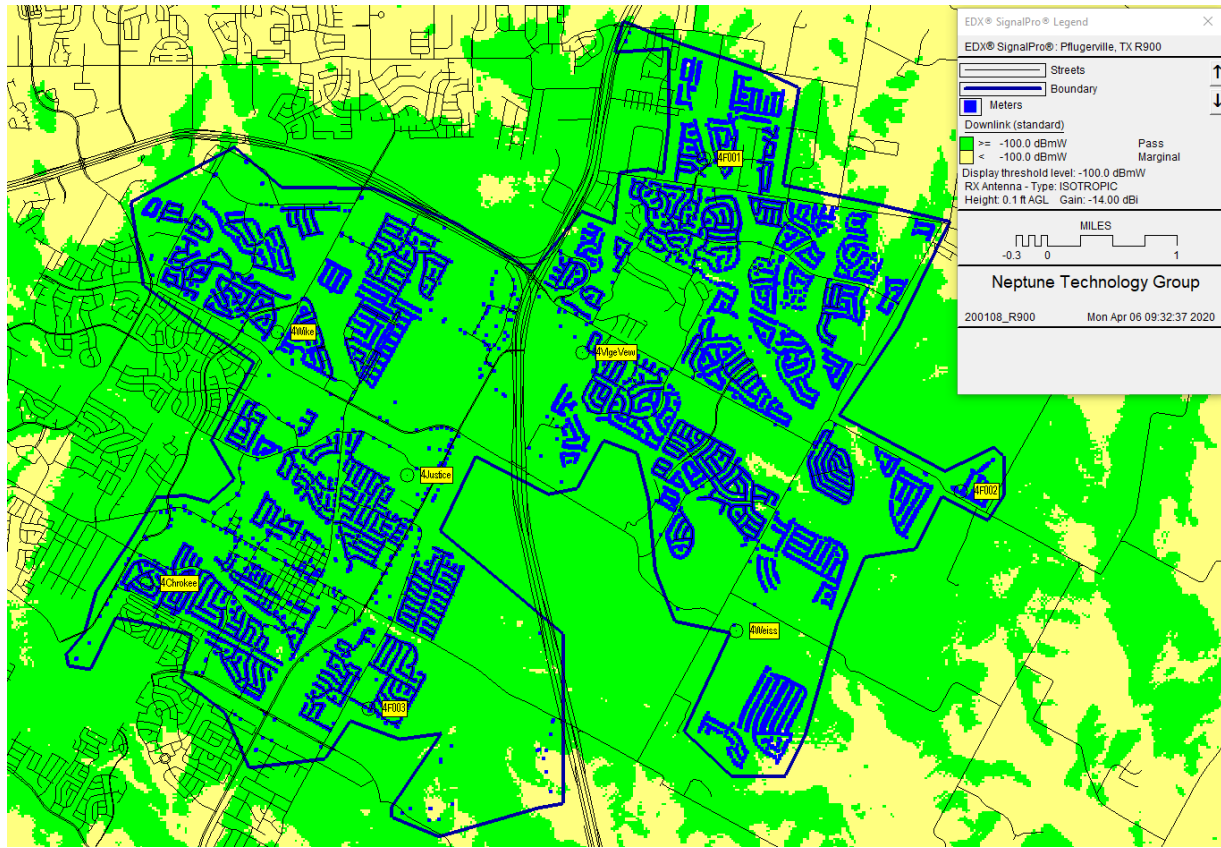 EDX® SignalPro® Legend
EDX® SignalPro®: Pflugerville, TX R900
Streets
Boundary
Meters
Downlink (standard)
>= -100.0 dBmW Pass
< -100.0 dBmW Marginal
Display threshold level: -100.0 dBmW
RX Antenna - Type: ISOTROPIC
Height: 0.1 ft AGL Gain: -14.00 dBi
MILES
-0.3 0 1
Neptune Technology Group
200108_R900 Mon Apr 06 09:32:37 2020
4F001
4Wike
4VlgeVew
4Justice
4F002
4Chrokee
4Weiss
4F003